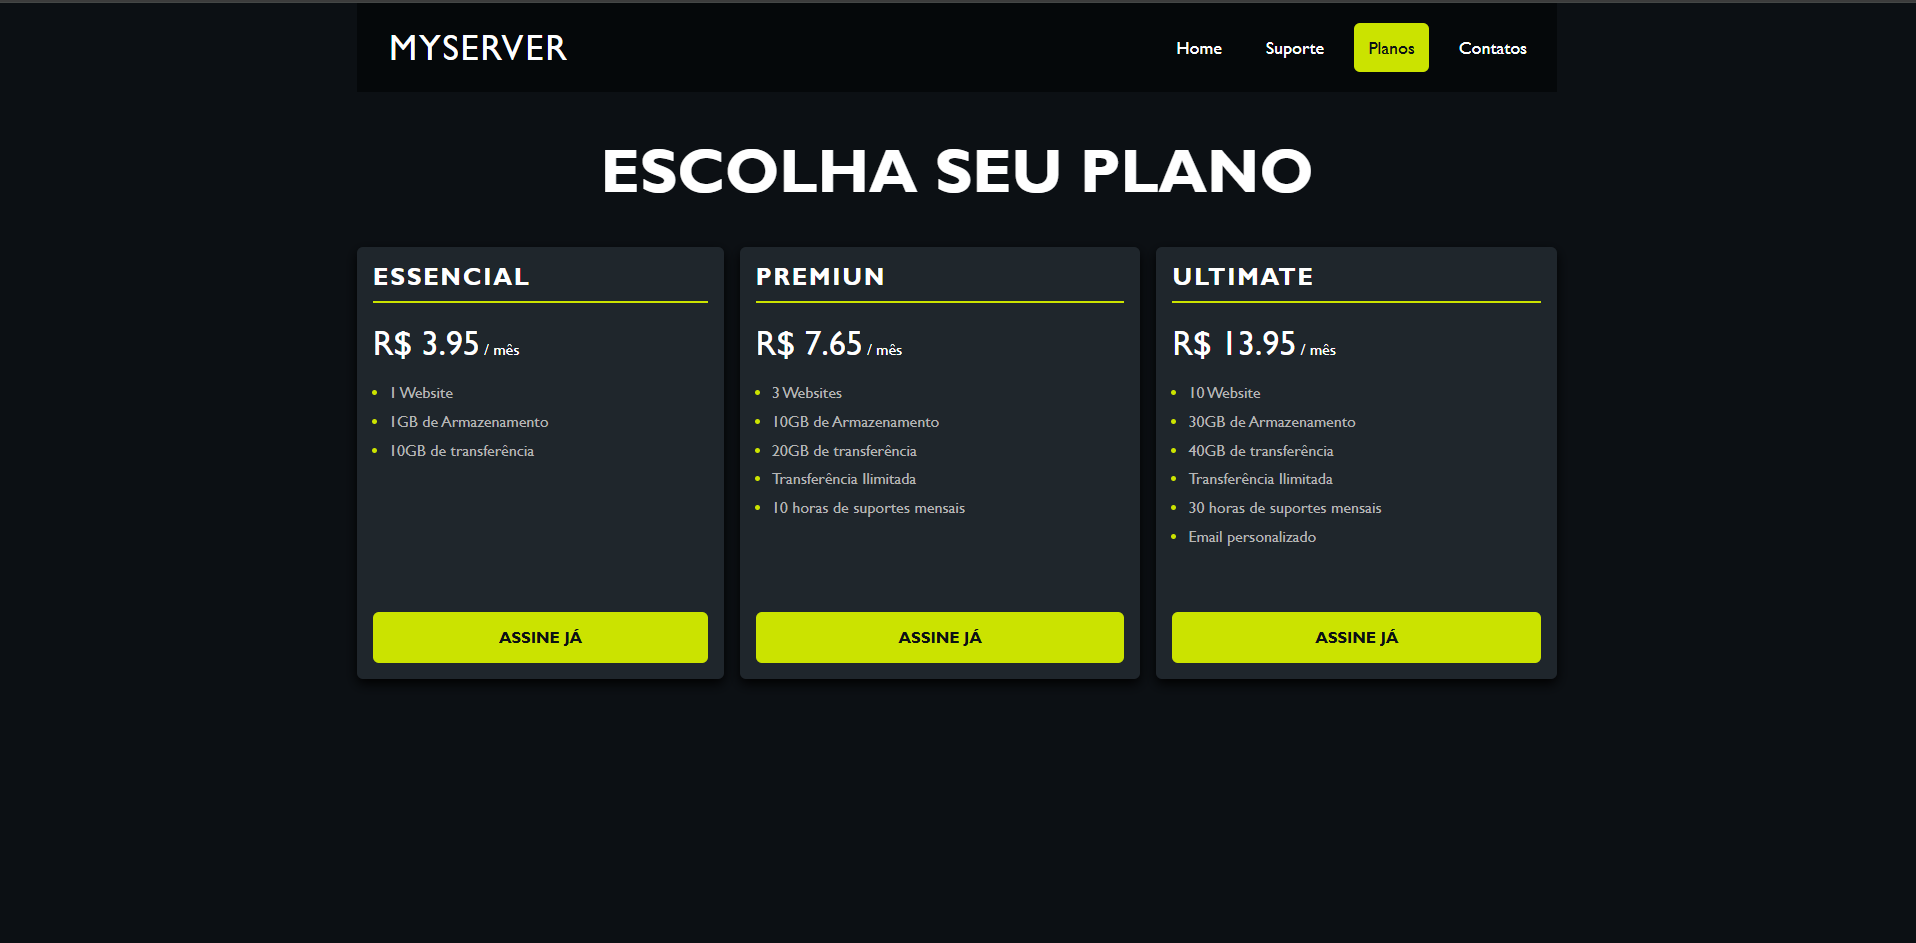 MYSERVER
Home
Suporte
Planos
Contatos
ESCOLHA SEU PLANO
ESSENCIAL
R$ 3.95 / mês
1 Website
1GB de Armazenamento
10GB de transferência
ASSINE JÁ
PREMIUN
R$ 7.65 / mês
3 Websites
10GB de Armazenamento
20GB de transferência
Transferência Ilimitada
10 horas de suportes mensais
ASSINE JÁ
ULTIMATE
R$ 13.95 / mês
10 Website
30GB de Armazenamento
40GB de transferência
Transferência Ilimitada
30 horas de suportes mensais
Email personalizado
ASSINE JÁ